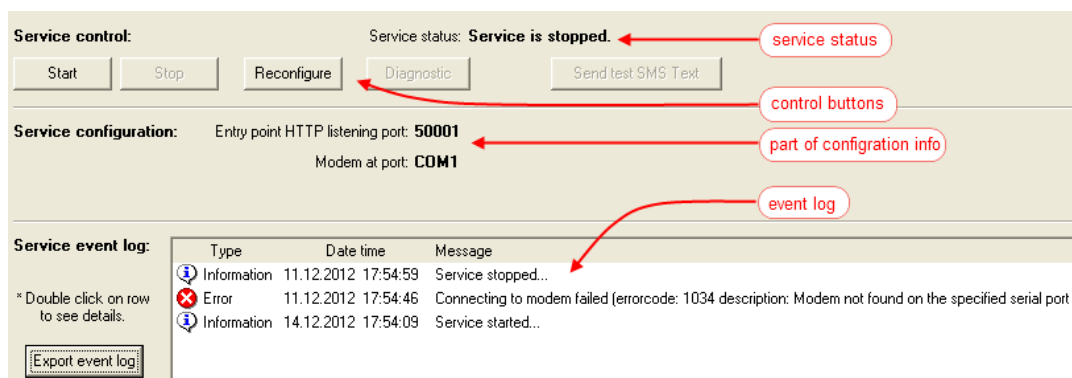 Service control: Service status: Service is stopped. service status
Start Stop Reconfigure Diagnostic Send test SMS Text
control buttons
Service configuration: Entry point HTTP listening port: 50001 part of configration info
Modem at port: COM1
event log
Service event log: Type Date time Message
Information 11.12.2012 17:54:59 Service stopped...
* Double click on row Error 11.12.2012 17:54:46 Connecting to modem failed (errorcode: 1034 description: Modem not found on the specified serial port
to see details. Information 14.12.2012 17:54:09 Service started...
Export event log